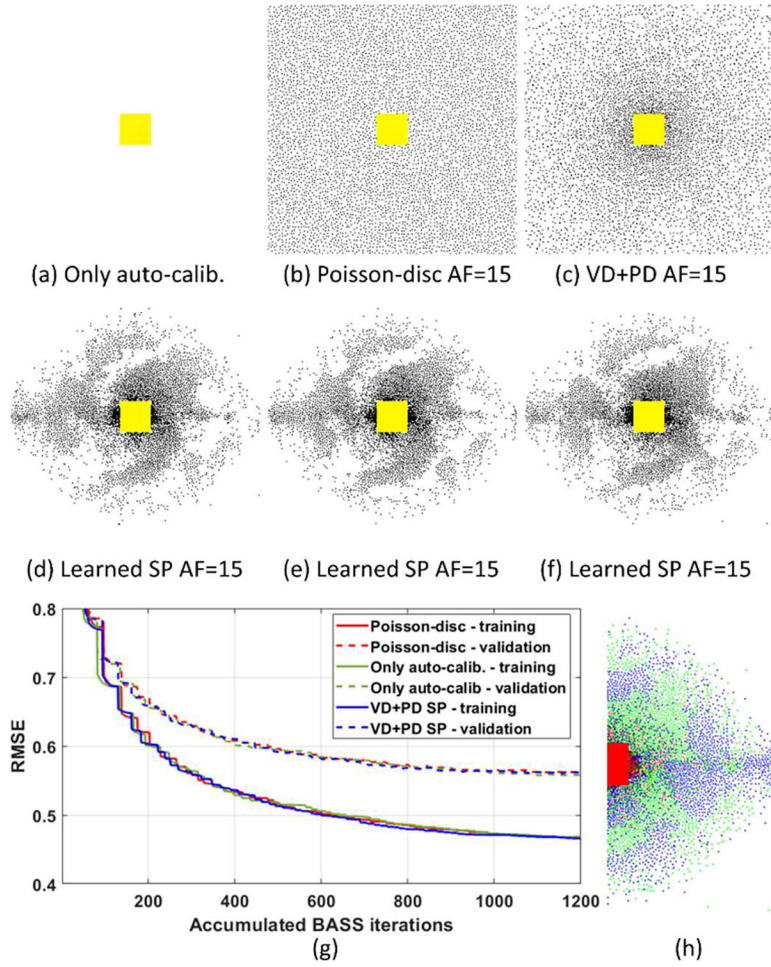 (a) Only auto-calib.
(b) Poisson-disc AF=15
(c) VD+PD AF=15
(d) Learned SP AF=15
(e) Learned SP AF=15
(f) Learned SP AF=15
0.8
0.7
0.6
0.5
0.4
RMSE
Poisson-disc - training
Poisson-disc - validation
Only auto-calib. - training
Only auto-calib - validation
VD+PD SP - training
VD+PD SP - validation
200
400
600
800
1000
1200
Accumulated BASS iterations
(g)
(h)